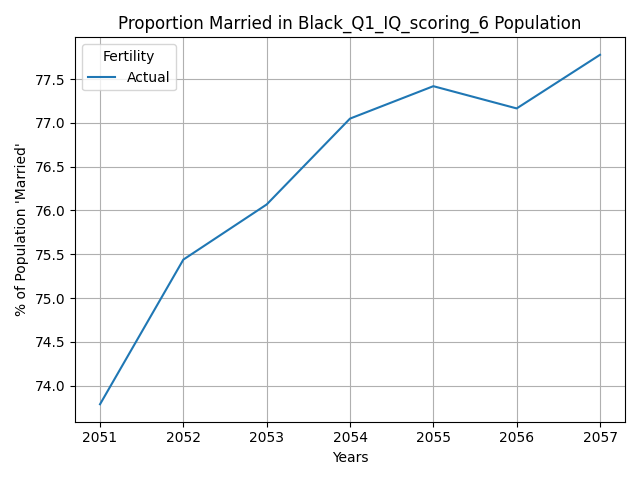 Proportion Married in Black_Q1_IQ_scoring_6 Population
Fertility
Actual
% of Population 'Married'
77.5
77.0
76.5
76.0
75.5
75.0
74.5
74.0
2051 2052 2053 2054 2055 2056 2057
Years